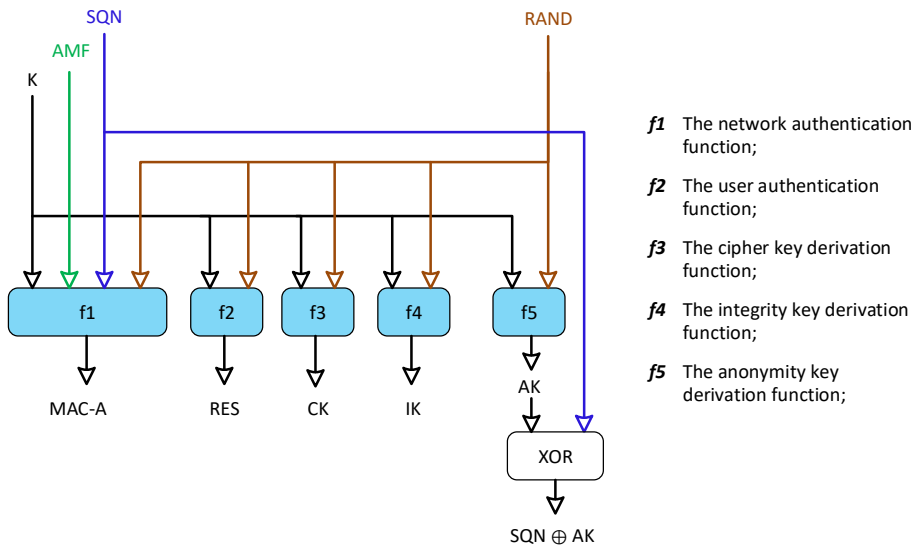 SQN
RAND
AMF
K
f1
f2
f3
f4
f5
MAC-A
RES
CK
IK
AK
XOR
SQN ⊕ AK
f1 The network authentication
function;
f2 The user authentication
function;
f3 The cipher key derivation
function;
f4 The integrity key derivation
function;
f5 The anonymity key
derivation function;